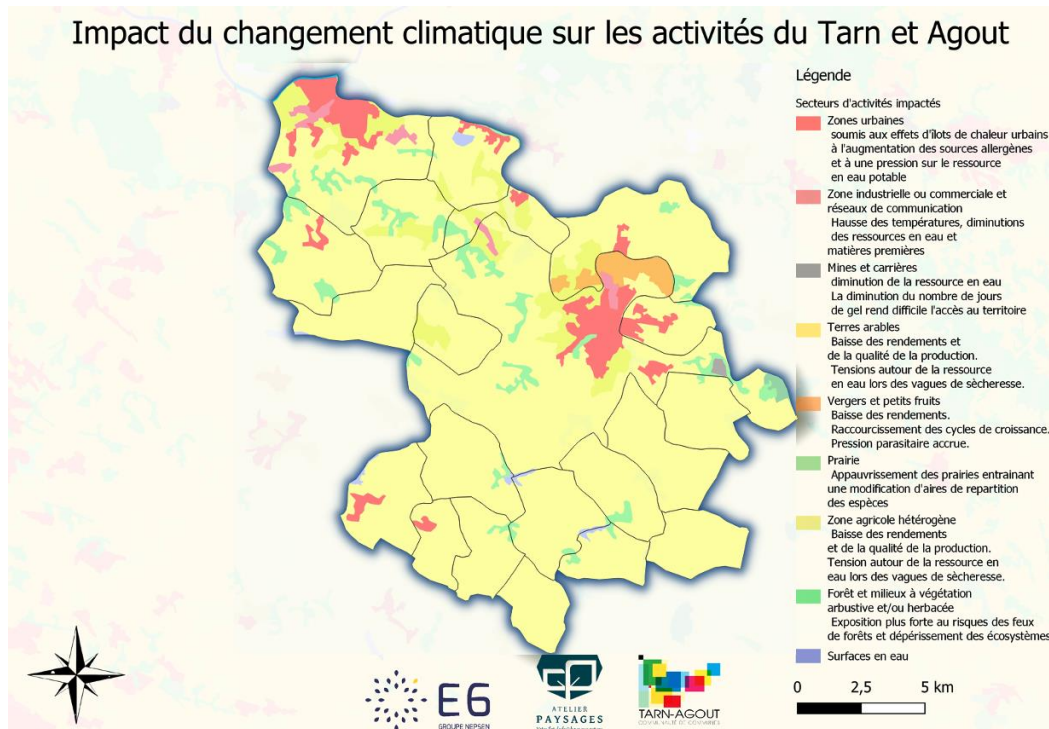 Impact du changement climatique sur les activités du Tarn et Agout
Légende
Secteurs d'activités impactés
Zones urbaines
soumis aux effets d'îlots de chaleur urbains
à l'augmentation des sources allergènes
et à une pression sur le ressource
en eau potable
Zone industrielle ou commerciale et
réseaux de communication
Hausse des températures, diminutions
des ressources en eau et
matières premières
Mines et carrières
diminution de la ressource en eau
La diminution du nombre de jours
de gel rend difficile l'accès au territoire
Terres arables
Baisse des rendements et
de la qualité de la production.
Tensions autour de la ressource
en eau lors des vagues de sècheresse.
Vergers et petits fruits
Baisse des rendements.
Raccourcissement des cycles de croissance.
Pression parasitaire accrue.
Prairie
Appauvrissement des prairies entrainant
une modification d'aires de repartition
des espèces
Zone agricole hétérogène
Baisse des rendements
et de la qualité de la production.
Tension autour de la ressource en
eau lors des vagues de sècheresse.
Forêt et milieux à végétation
arbustive et/ou herbacée
Exposition plus forte au risques des feux
de forêts et dépérissement des écosystèmes
Surfaces en eau
0 2,5 5 km
E6
GROUPE NEPSEN
ATELIER
PAYSAGES
TARN-AGOUT
COMMUNAUTÉ DE COMMUNES